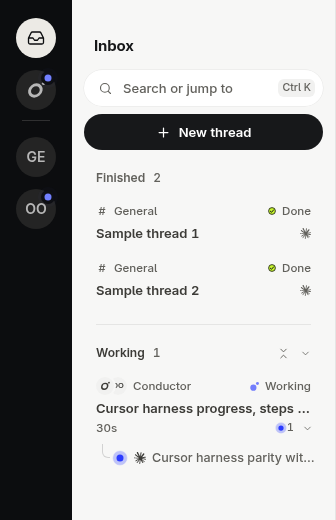 Inbox
Search or jump to Ctrl K
New thread
GE
OO
Finished 2
# General Done
Sample thread 1
# General Done
Sample thread 2
Working 1
Conductor Working
Cursor harness progress, steps ...
30s 1
Cursor harness parity wit...